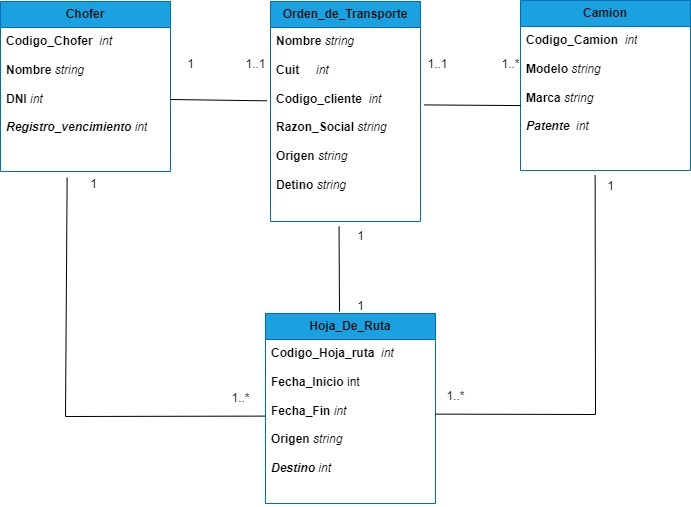 Chofer
Codigo_Chofer int
Nombre string
DNI int
Registro_vencimiento int
1
1..1
Orden_de_Transporte
Nombre string
Cuit int
Codigo_cliente int
Razon_Social string
Origen string
Detino string
1..1
1..*
Camion
Codigo_Camion int
Modelo string
Marca string
Patente int
1
1
1
1
Hoja_De_Ruta
Codigo_Hoja_ruta int
Fecha_Inicio int
Fecha_Fin int
Origen string
Destino int
1..*
1..*